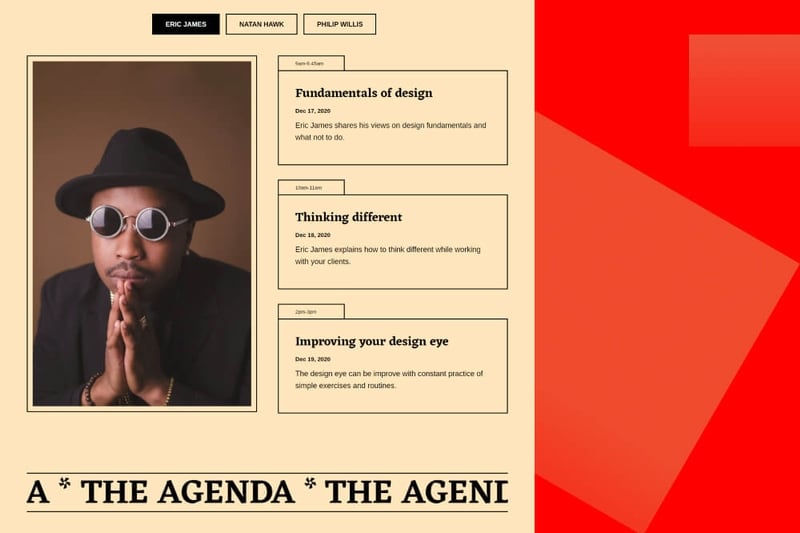 ERIC JAMES
NATAN HAWK
PHILIP WILLIS
9am-9.45am
Fundamentals of design
Dec 17, 2020
Eric James shares his views on design fundamentals and
what not to do.
10am-11am
Thinking different
Dec 18, 2020
Eric James explains how to think different while working
with your clients.
2pm-3pm
Improving your design eye
Dec 19, 2020
The design eye can be improve with constant practice of
simple exercises and routines.
A * THE AGENDA * THE AGEND